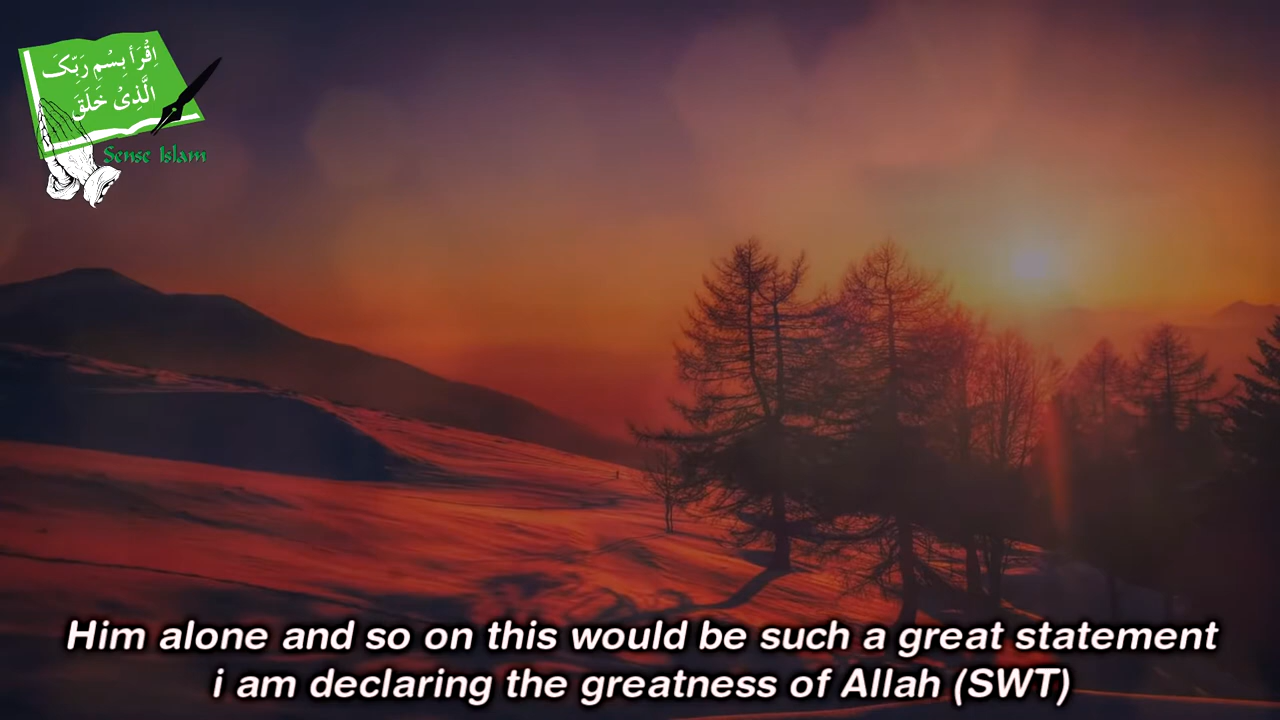 اِقْرَأْ بِسْمِ رَبِّكَ
الَّذِیْ خَلَقَ
Sense Islam
Him alone and so on this would be such a great statement
i am declaring the greatness of Allah (SWT)